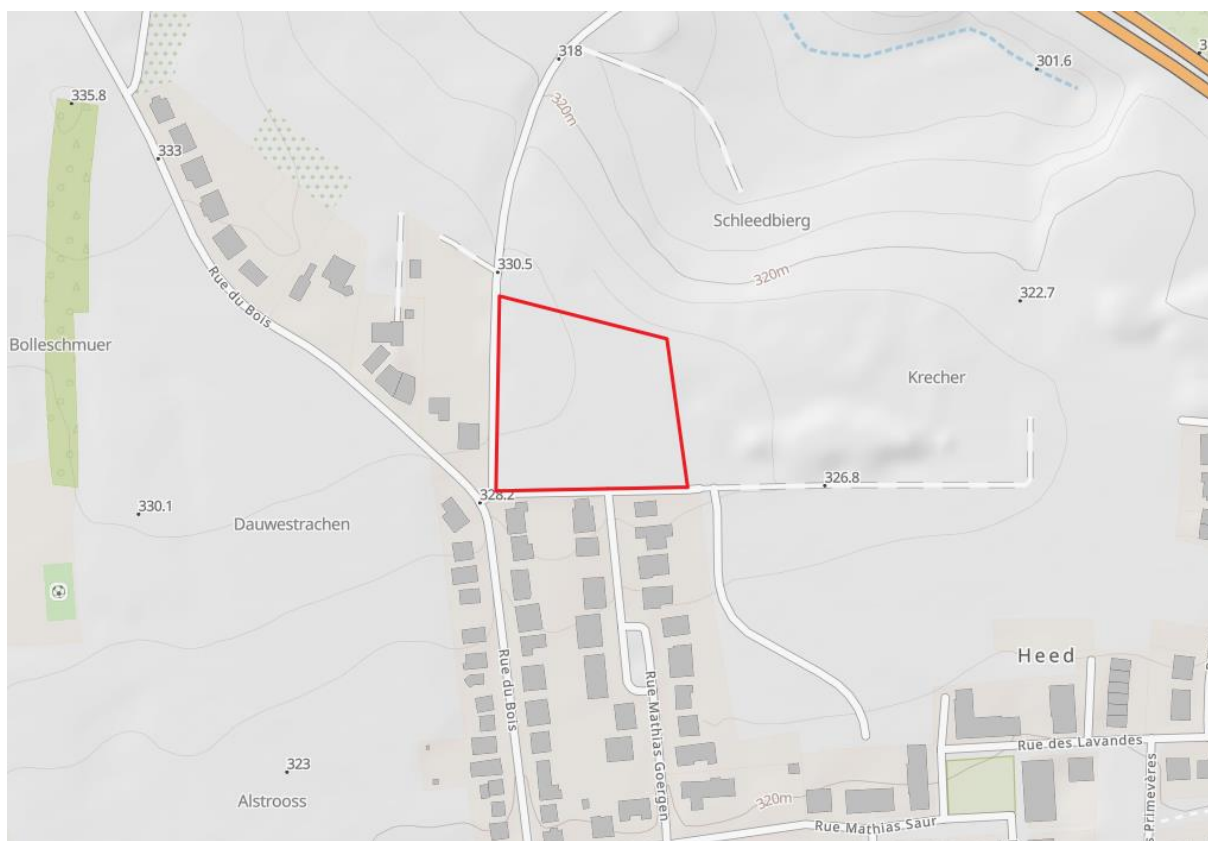 318
320m
301.6
335.8
333
Schleedbierg
330.5
320m
Rue du Bois
322.7
Bolleschmuer
Krecher
328.2
326.8
330.1
Dauwestrachen
Heed
Rue du Bois
Rue Mathias Goergen
Rue des Lavandes
323
Alstrooss
320m
Rue Mathias Saur
s Primevères